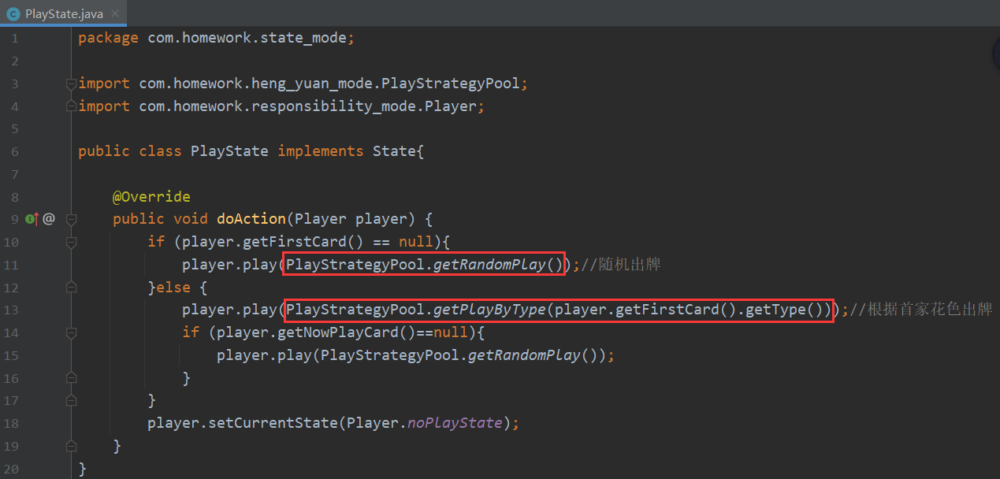 PlayState.java
1 package com.homework.state_mode;
2
3 import com.homework.heng_yuan_mode.PlayStrategyPool;
4 import com.homework.responsibility_mode.Player;
5
6 public class PlayState implements State{
7
8     @Override
9     public void doAction(Player player) {
10         if (player.getFirstCard() == null){
11             player.play(PlayStrategyPool.getRandomPlay());//随机出牌
12         }else {
13             player.play(PlayStrategyPool.getPlayByType(player.getFirstCard().getType()));//根据首家花色出牌
14             if (player.getNowPlayCard()==null){
15                 player.play(PlayStrategyPool.getRandomPlay());
16             }
17         }
18         player.setCurrentState(Player.noPlayState);
19     }
20 }